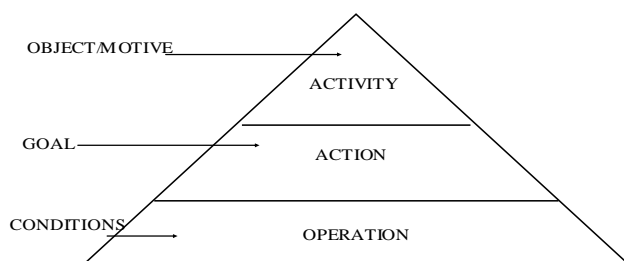 OBJECT/MOTIVE
ACTIVITY
GOAL
ACTION
CONDITIONS
OPERATION